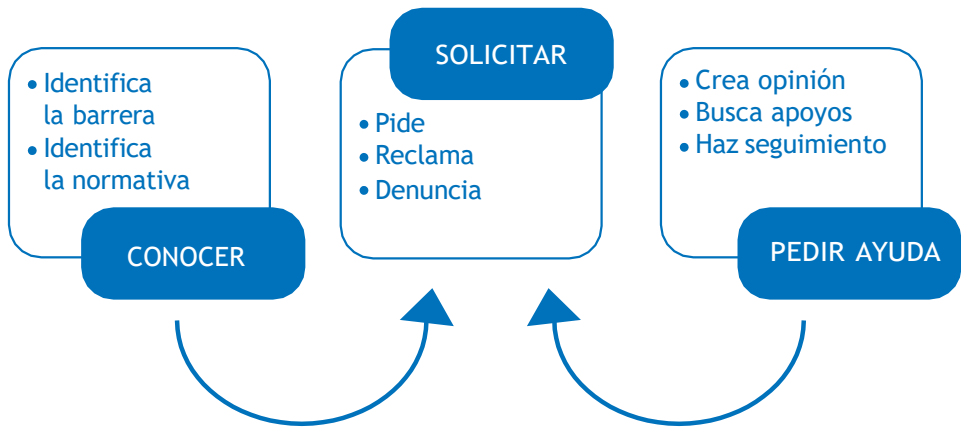 • Identifica
la barrera
• Identifica
la normativa
CONOCER
SOLICITAR
• Pide
• Reclama
• Denuncia
• Crea opinión
• Busca apoyos
• Haz seguimiento
PEDIR AYUDA